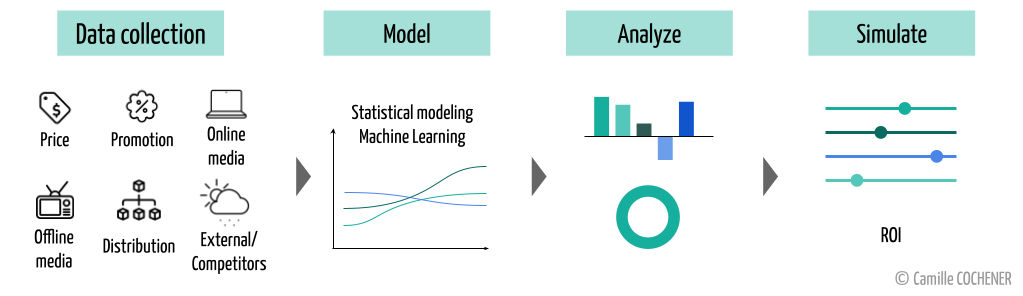 Data collection
Model
Analyze
Simulate
$
Price
%
Promotion
Online
media
Offline
media
Distribution
External/
Competitors
Statistical modeling
Machine Learning
ROI
© Camille COCHENER